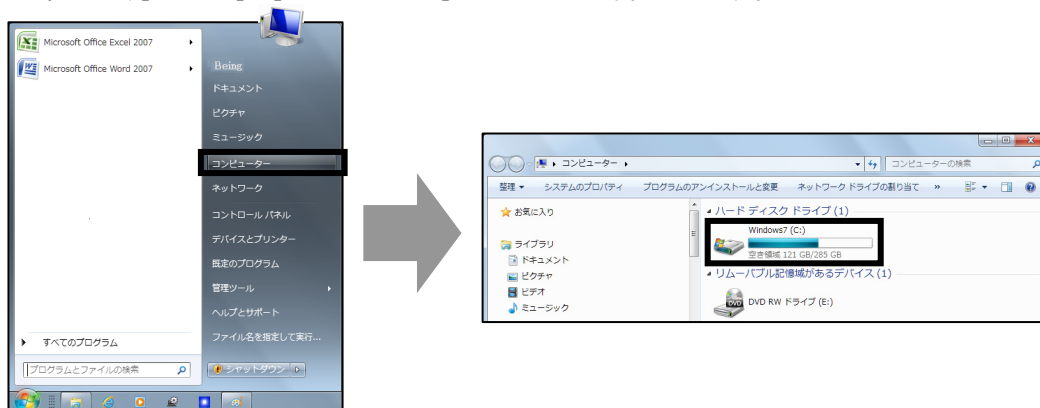 Microsoft Office Excel 2007
Microsoft Office Word 2007
すべてのプログラム
プログラムとファイルの検索
Being
ドキュメント
ピクチャ
ミュージック
コンピューター
ネットワーク
コントロール パネル
デバイスとプリンター
既定のプログラム
管理ツール
ヘルプとサポート
ファイル名を指定して実行...
シャットダウン
コンピューター
コンピューターの検索
整理 システムのプロパティ プログラムのアンインストールと変更 ネットワーク ドライブの割り当て »
お気に入り
ライブラリ
ドキュメント
ピクチャ
ビデオ
ミュージック
ハード ディスク ドライブ (1)
Windows7 (C:)
空き領域 121 GB/285 GB
リムーバブル記憶域があるデバイス (1)
DVD RW ドライブ (E:)